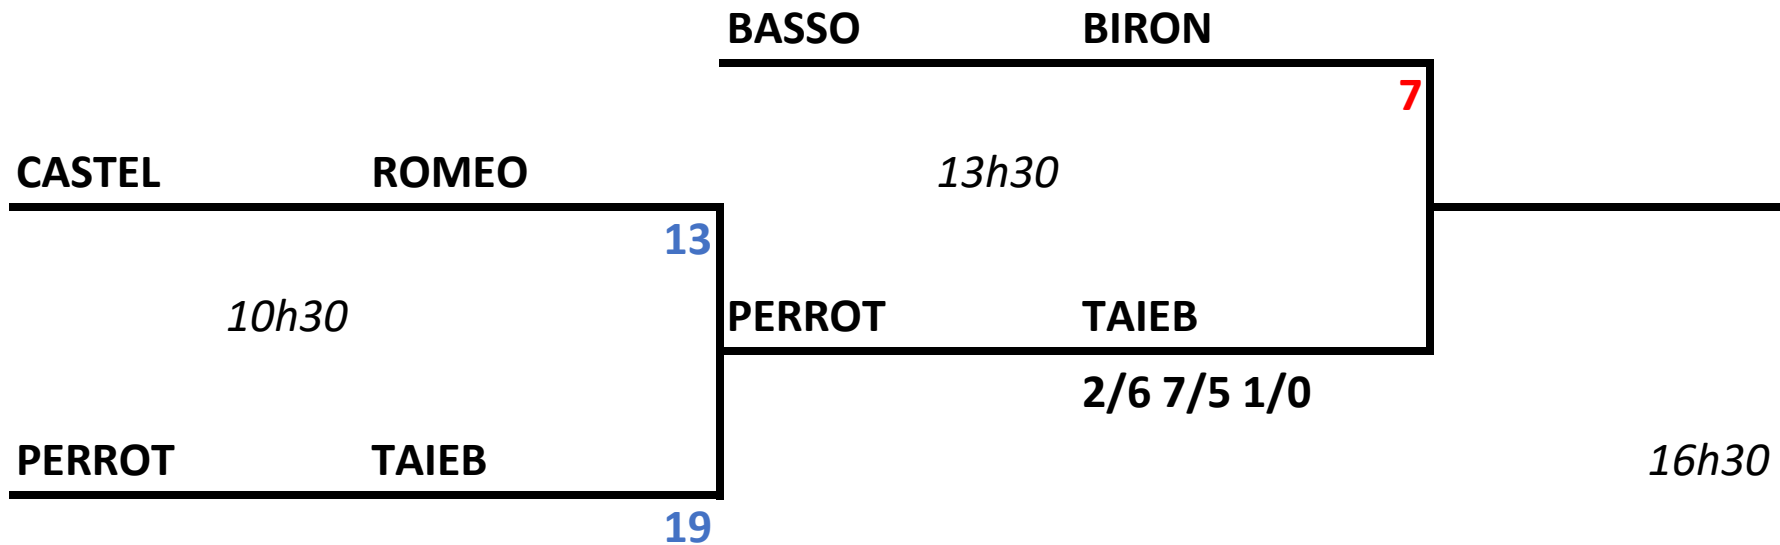 BASSO BIRON
7
CASTEL ROMEO 13h30
13
10h30 PERROT TAIEB
2/6 7/5 1/0
PERROT TAIEB 16h30
19